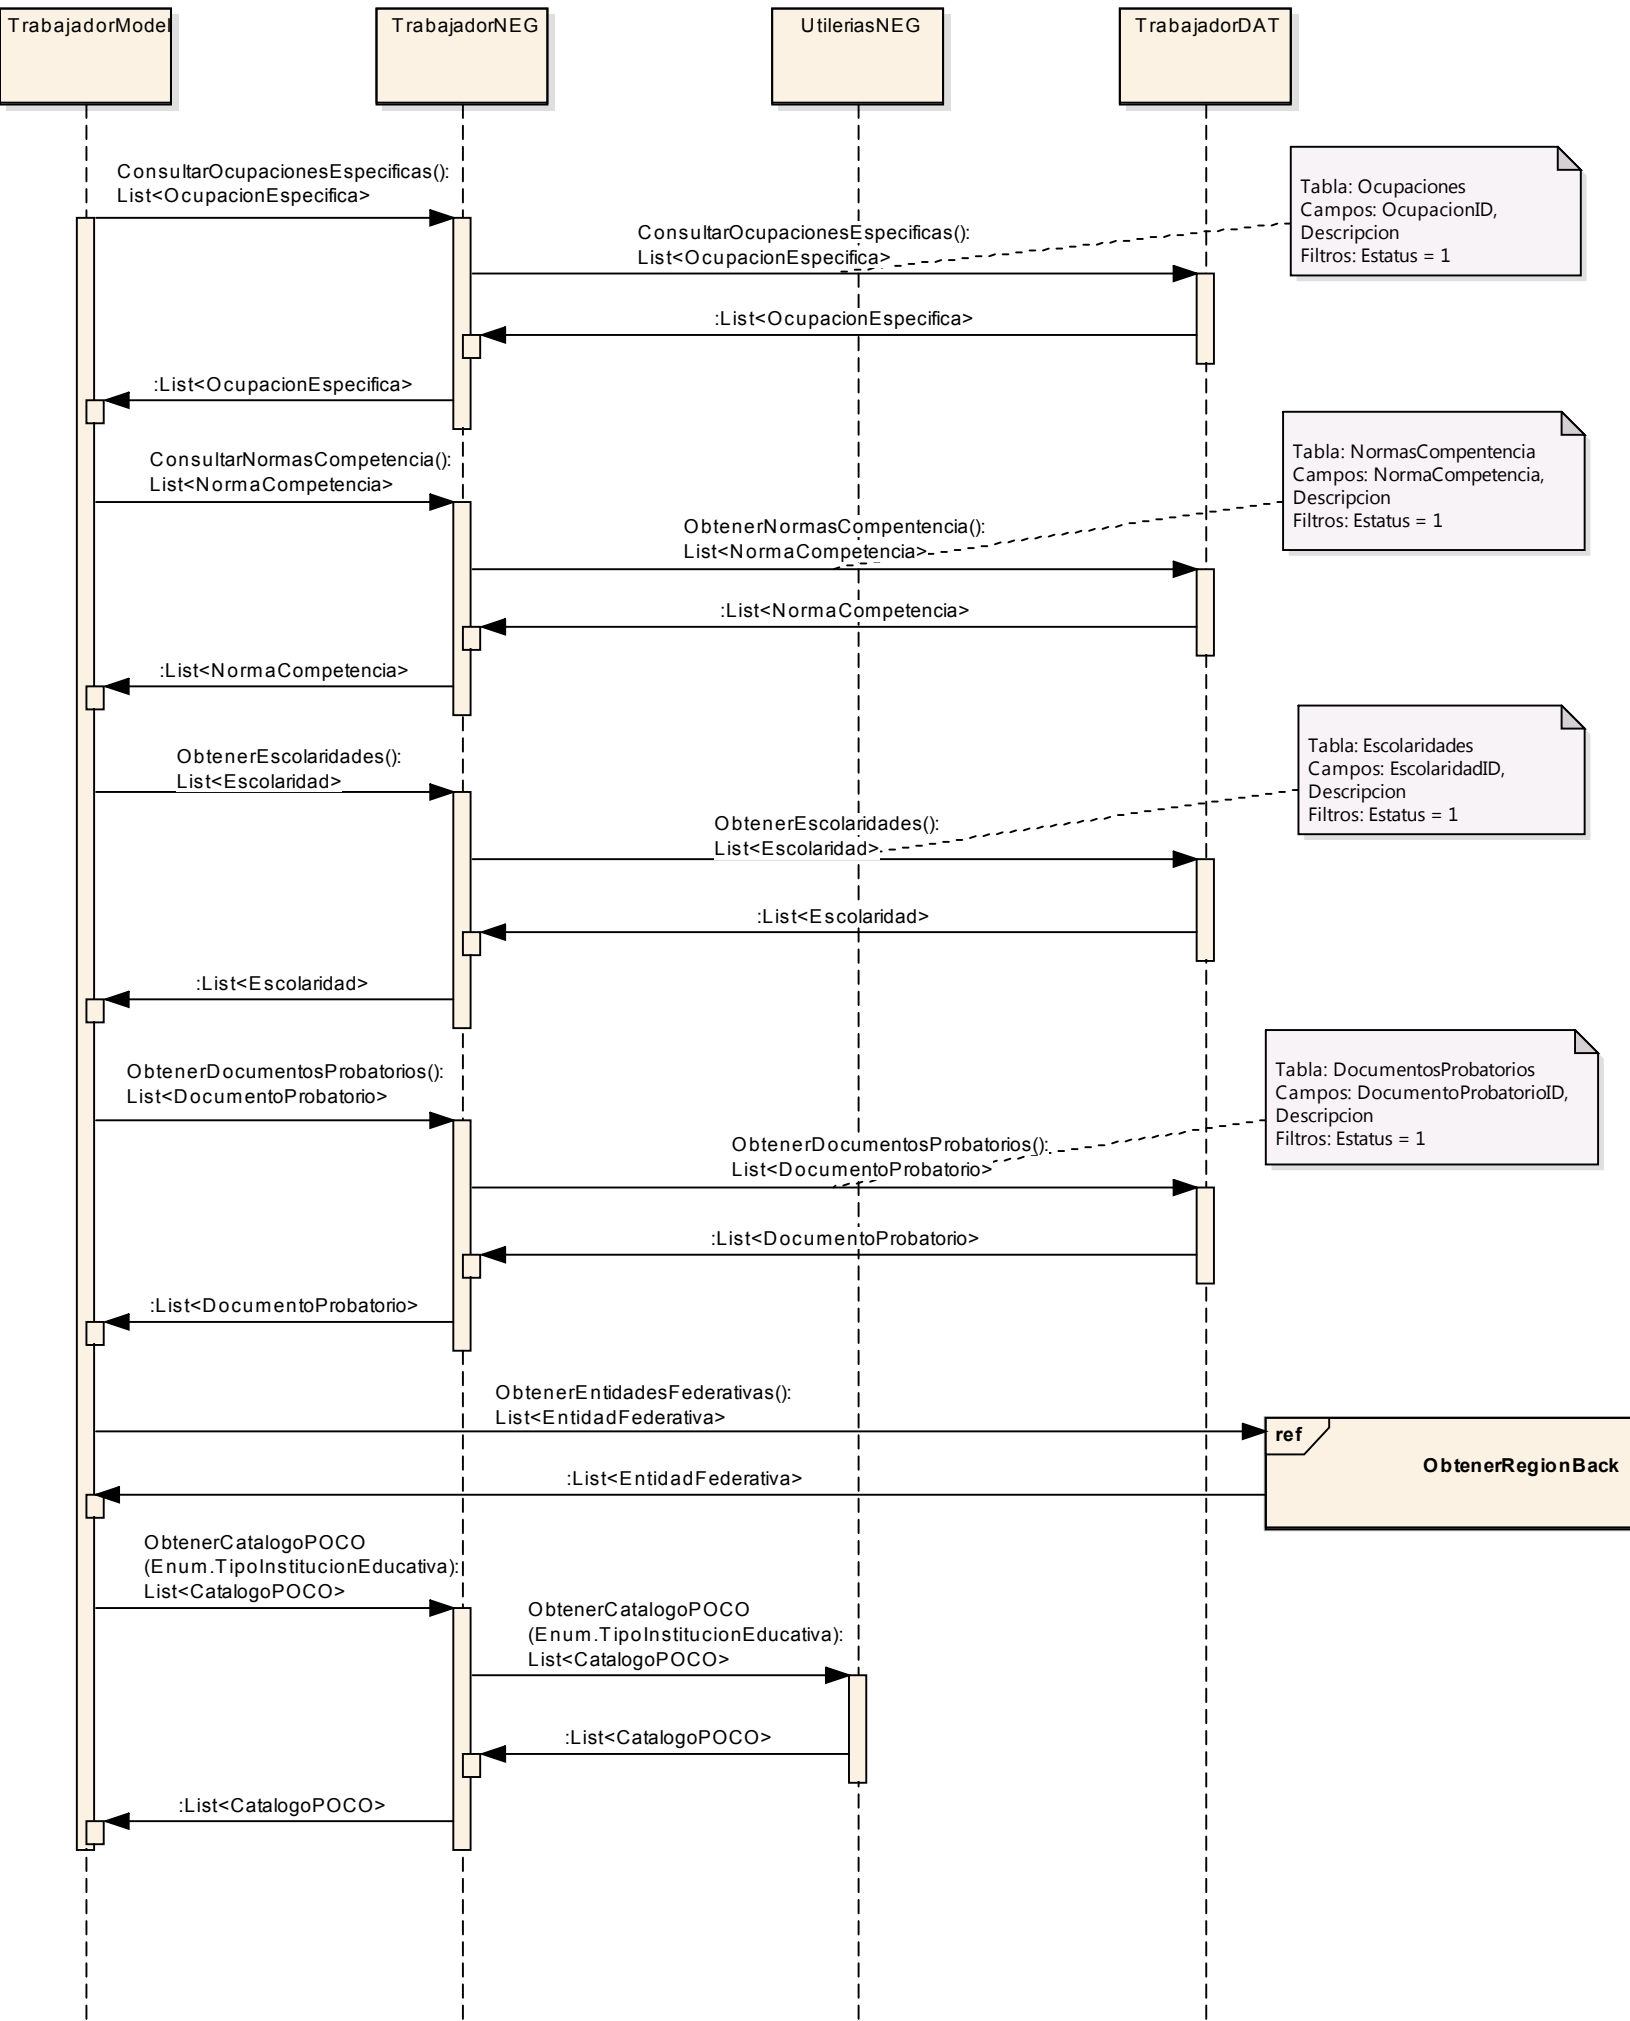 TrabajadorModel
TrabajadorNEG
UtileriasNEG
TrabajadorDAT
ConsultarOcupacionesEspecificas():
List<OcupacionEspecifica>
Tabla: Ocupaciones
Campos: OcupacionID,
Descripcion
Filtros: Estatus = 1
ConsultarOcupacionesEspecificas():
List<OcupacionEspecifica>
:List<OcupacionEspecifica>
:List<OcupacionEspecifica>
ConsultarNormasCompetencia():
List<NormaCompetencia>
Tabla: NormasCompentencia
Campos: NormaCompetencia,
Descripcion
Filtros: Estatus = 1
ObtenerNormasCompentencia():
List<NormaCompetencia>
:List<NormaCompetencia>
:List<NormaCompetencia>
ObtenerEscolaridades():
List<Escolaridad>
Tabla: Escolaridades
Campos: EscolaridadID,
Descripcion
Filtros: Estatus = 1
ObtenerEscolaridades():
List<Escolaridad>
:List<Escolaridad>
:List<Escolaridad>
ObtenerDocumentosProbatorios():
List<DocumentoProbatorio>
Tabla: DocumentosProbatorios
Campos: DocumentoProbatorioID,
Descripcion
Filtros: Estatus = 1
ObtenerDocumentosProbatorios():
List<DocumentoProbatorio>
:List<DocumentoProbatorio>
:List<DocumentoProbatorio>
ObtenerEntidadesFederativas():
List<EntidadFederativa>
ref
ObtenerRegionBack
:List<EntidadFederativa>
ObtenerCatalogoPOCO
(Enum.TipoInstitucionEducativa):
List<CatalogoPOCO>
ObtenerCatalogoPOCO
(Enum.TipoInstitucionEducativa):
List<CatalogoPOCO>
:List<CatalogoPOCO>
:List<CatalogoPOCO>